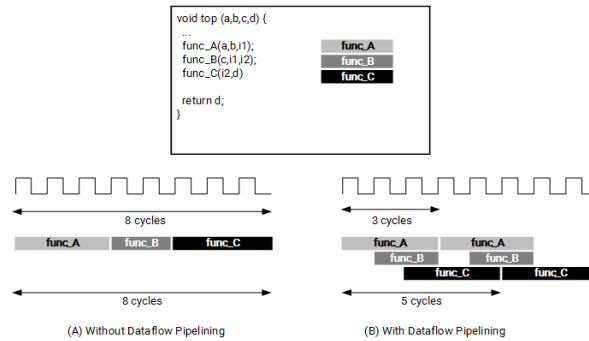 void top (a,b,c,d) {
...
func_A(a,b,i1);
func_B(c,i1,i2);
func_C(i2,d)
return d;
}
func_A
func_B
func_C
8 cycles
func_A func_B func_C
8 cycles
(A) Without Dataflow Pipelining
3 cycles
func_A func_A
func_B func_B
func_C func_C
5 cycles
(B) With Dataflow Pipelining